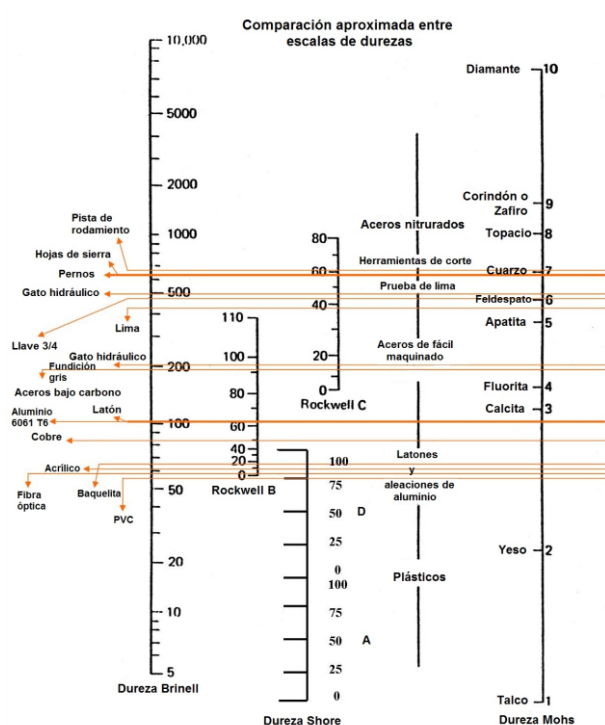 Comparación aproximada entre
escalas de durezas
10,000
5000
2000
1000
500
200
100
50
20
10
5
Dureza Brinell
Pista de
rodamiento
Hojas de sierra
Pernos
Gato hidráulico
Lima
Llave 3/4
Gato hidráulico
Fundición
gris
Aceros bajo carbono
Aluminio
6061 T6
Latón
Cobre
Acrílico
Fibra
óptica
Baquelita
PVC
110
100
80
60
40
20
0
Rockwell B
80
60
40
20
0
Rockwell C
100
75
50
D
25
0
100
75
50
A
25
0
Dureza Shore
Aceros nitrurados
Herramientas de corte
Prueba de lima
Aceros de fácil
maquinado
Latones
y
aleaciones de
aluminio
Plásticos
Diamante 10
Corindón o
Zafiro
9
Topacio 8
Cuarzo 7
Feldespato 6
Apatita 5
Fluorita 4
Calcita 3
Yeso 2
Talco 1
Dureza Mohs